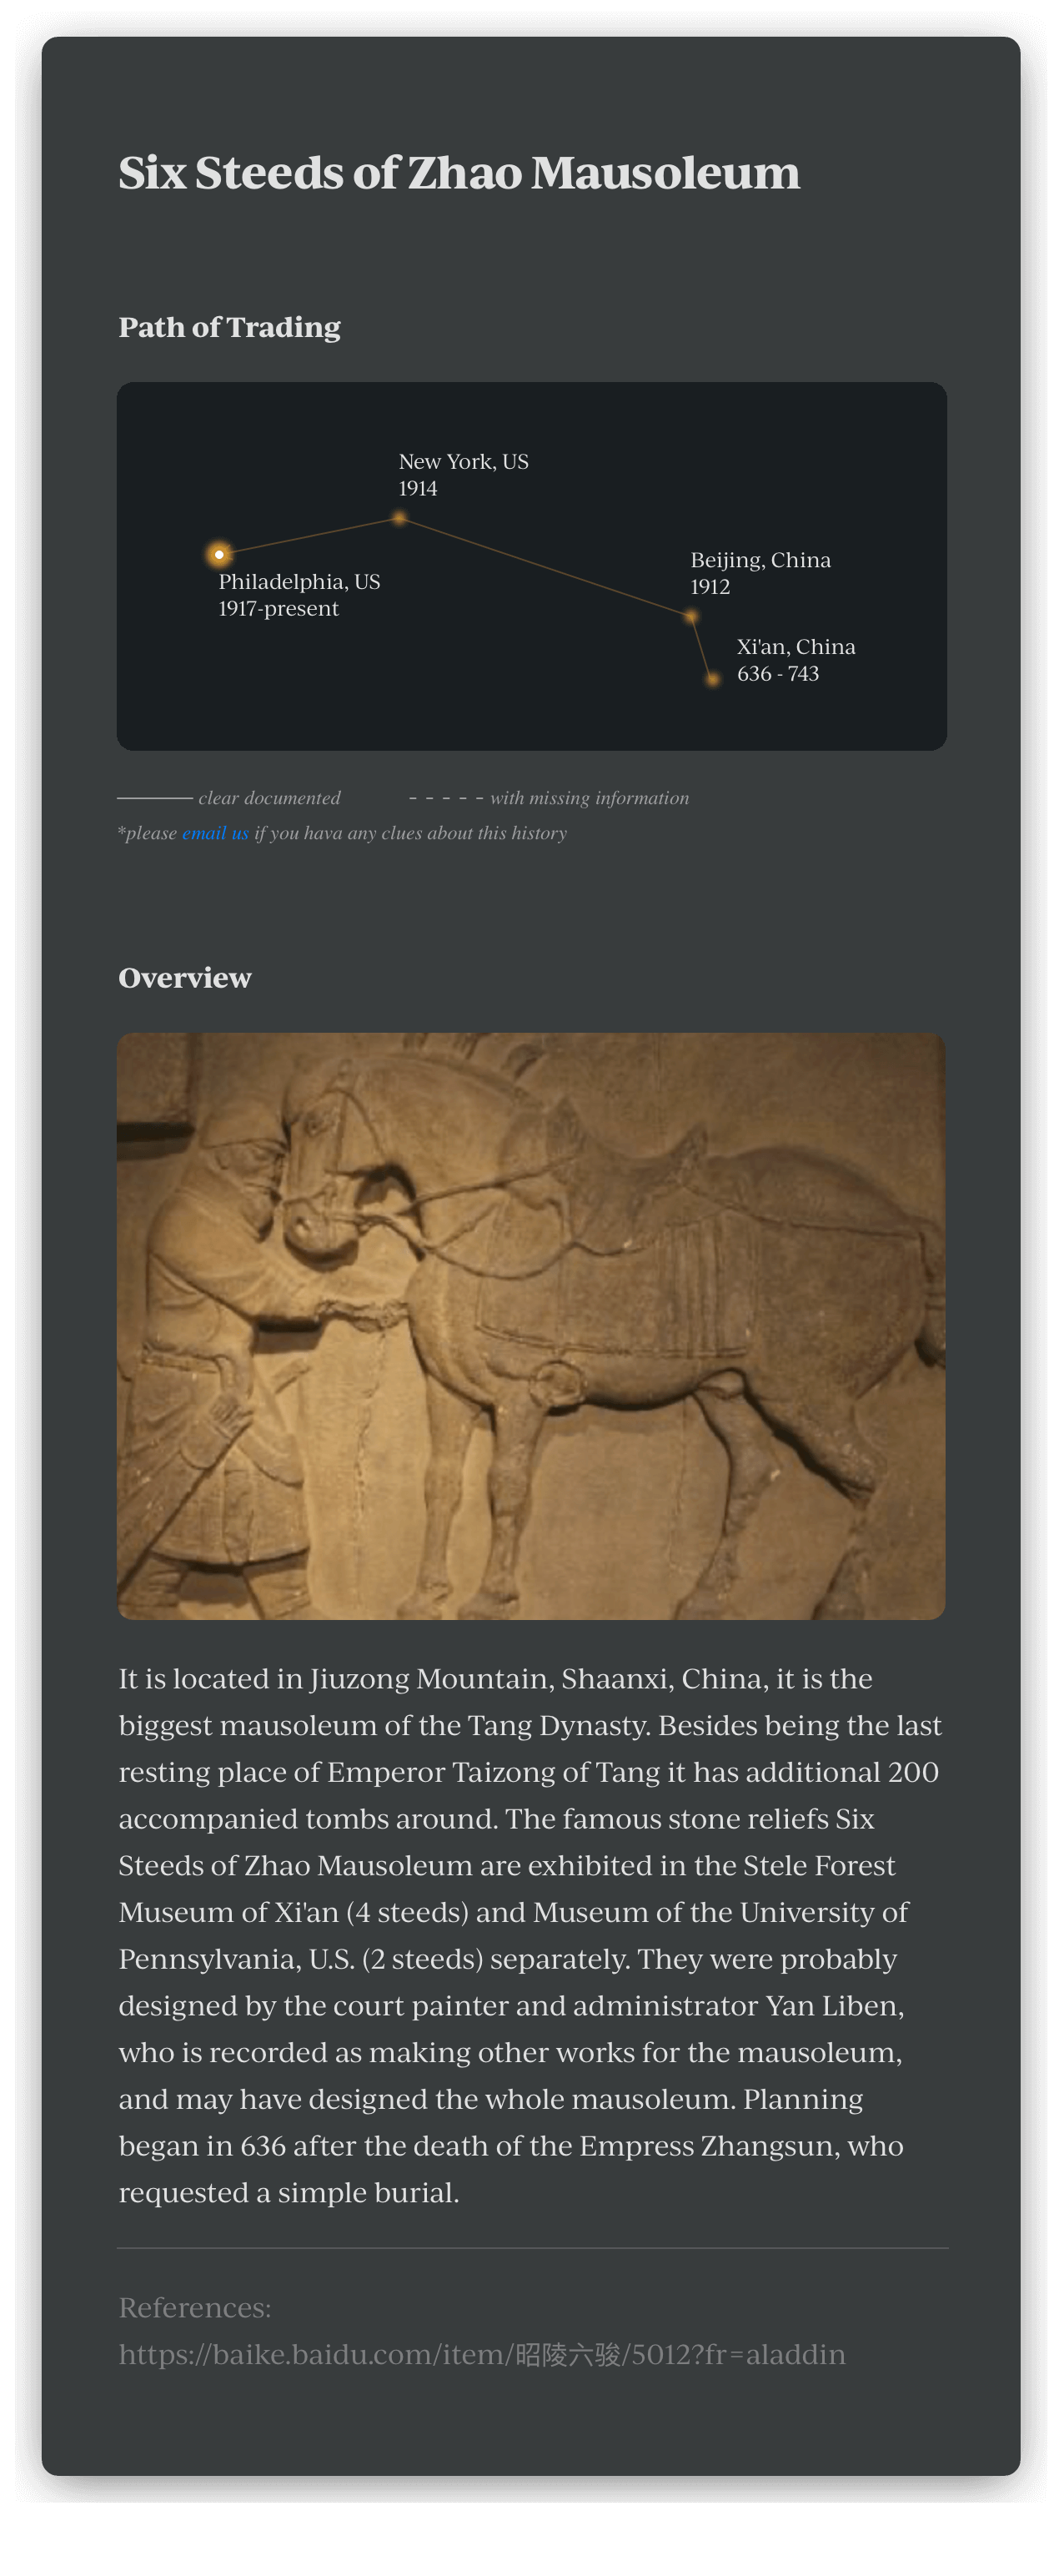 Six Steeds of Zhao Mausoleum
Path of Trading
New York, US
1914
Philadelphia, US
1917-present
Beijing, China
1912
Xi'an, China
636 - 743
clear documented
with missing information
*please email us if you hava any clues about this history
Overview
It is located in Jiuzong Mountain, Shaanxi, China, it is the
biggest mausoleum of the Tang Dynasty. Besides being the last
resting place of Emperor Taizong of Tang it has additional 200
accompanied tombs around. The famous stone reliefs Six
Steeds of Zhao Mausoleum are exhibited in the Stele Forest
Museum of Xi'an (4 steeds) and Museum of the University of
Pennsylvania, U.S. (2 steeds) separately. They were probably
designed by the court painter and administrator Yan Liben,
who is recorded as making other works for the mausoleum,
and may have designed the whole mausoleum. Planning
began in 636 after the death of the Empress Zhangsun, who
requested a simple burial.
References:
https://baike.baidu.com/item/昭陵六骏/5012?fr=aladdin